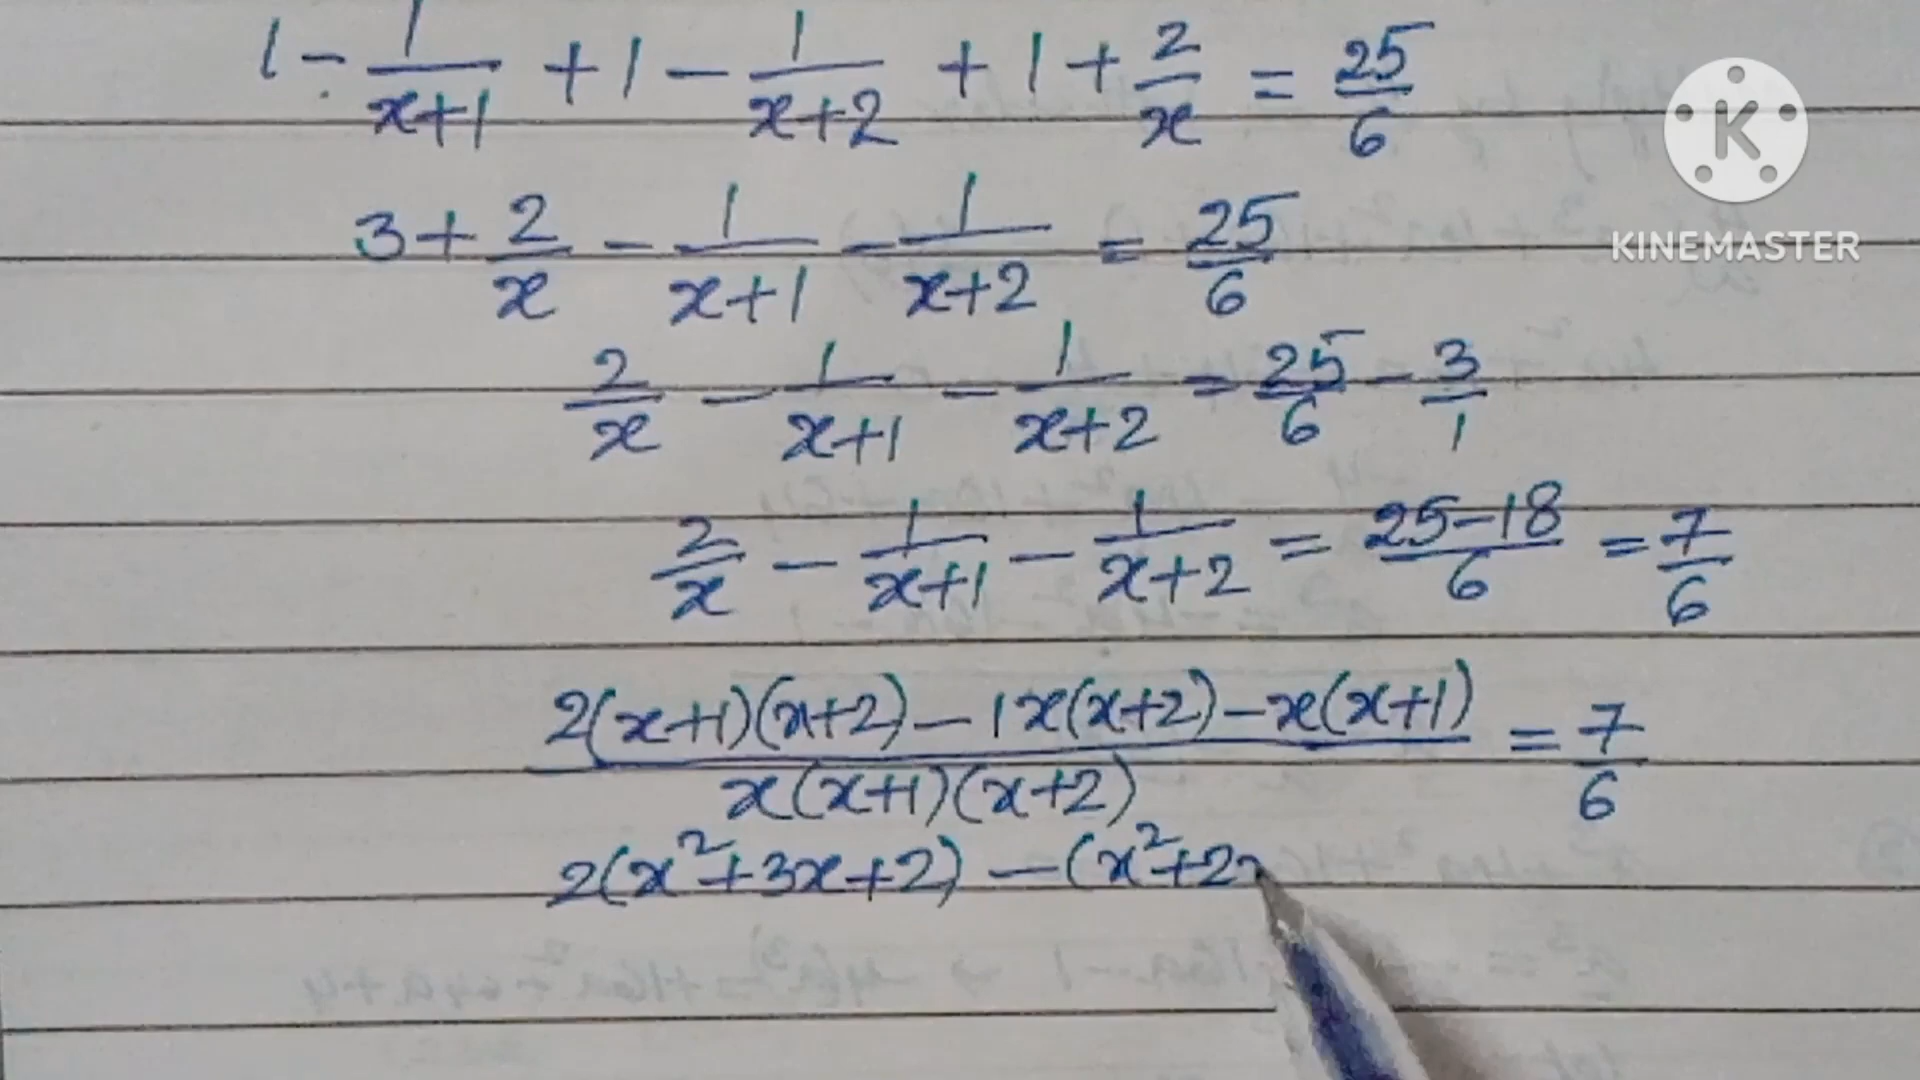 1 - 1/(x+1) + 1 - 1/(x+2) + 1 + 2/x = 25/6
K
KINEMASTER
3 + 2/x - 1/(x+1) - 1/(x+2) = 25/6
2/x - 1/(x+1) - 1/(x+2) = 25/6 - 3/1
2/x - 1/(x+1) - 1/(x+2) = (25-18)/6 = 7/6
(2(x+1)(x+2) - 1x(x+2) - x(x+1))/(x(x+1)(x+2)) = 7/6
2(x²+3x+2) - (x²+2x